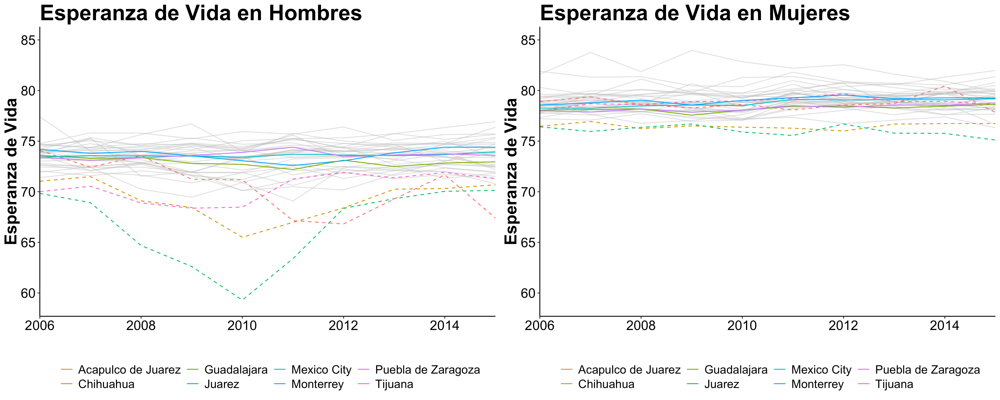 Esperanza de Vida en Hombres
Esperanza de Vida
85
80
75
70
65
60
2006 2008 2010 2012 2014
Acapulco de Juarez Guadalajara Mexico City Puebla de Zaragoza
Chihuahua Juarez Monterrey Tijuana
Esperanza de Vida en Mujeres
Esperanza de Vida
85
80
75
70
65
60
2006 2008 2010 2012 2014
Acapulco de Juarez Guadalajara Mexico City Puebla de Zaragoza
Chihuahua Juarez Monterrey Tijuana